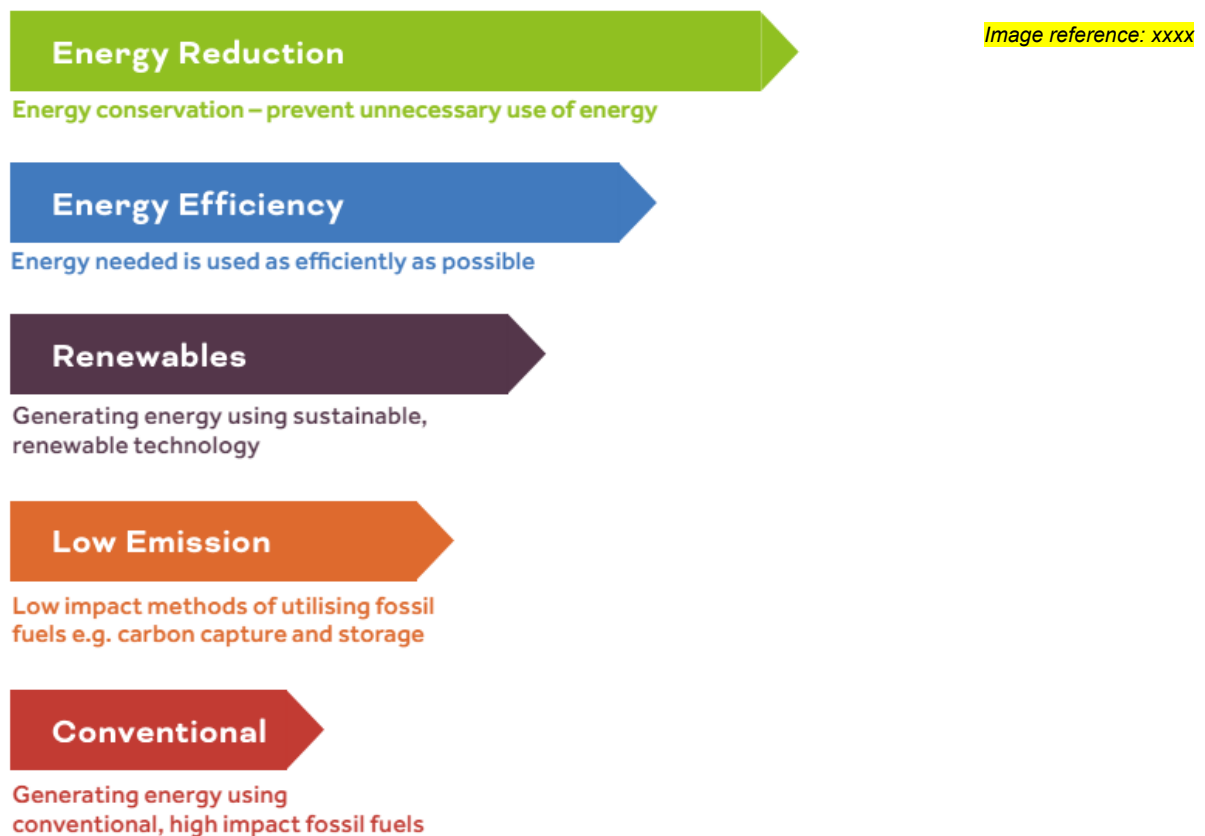 Energy Reduction
Image reference: xxxx
Energy conservation – prevent unnecessary use of energy
Energy Efficiency
Energy needed is used as efficiently as possible
Renewables
Generating energy using sustainable,
renewable technology
Low Emission
Low impact methods of utilising fossil
fuels e.g. carbon capture and storage
Conventional
Generating energy using
conventional, high impact fossil fuels